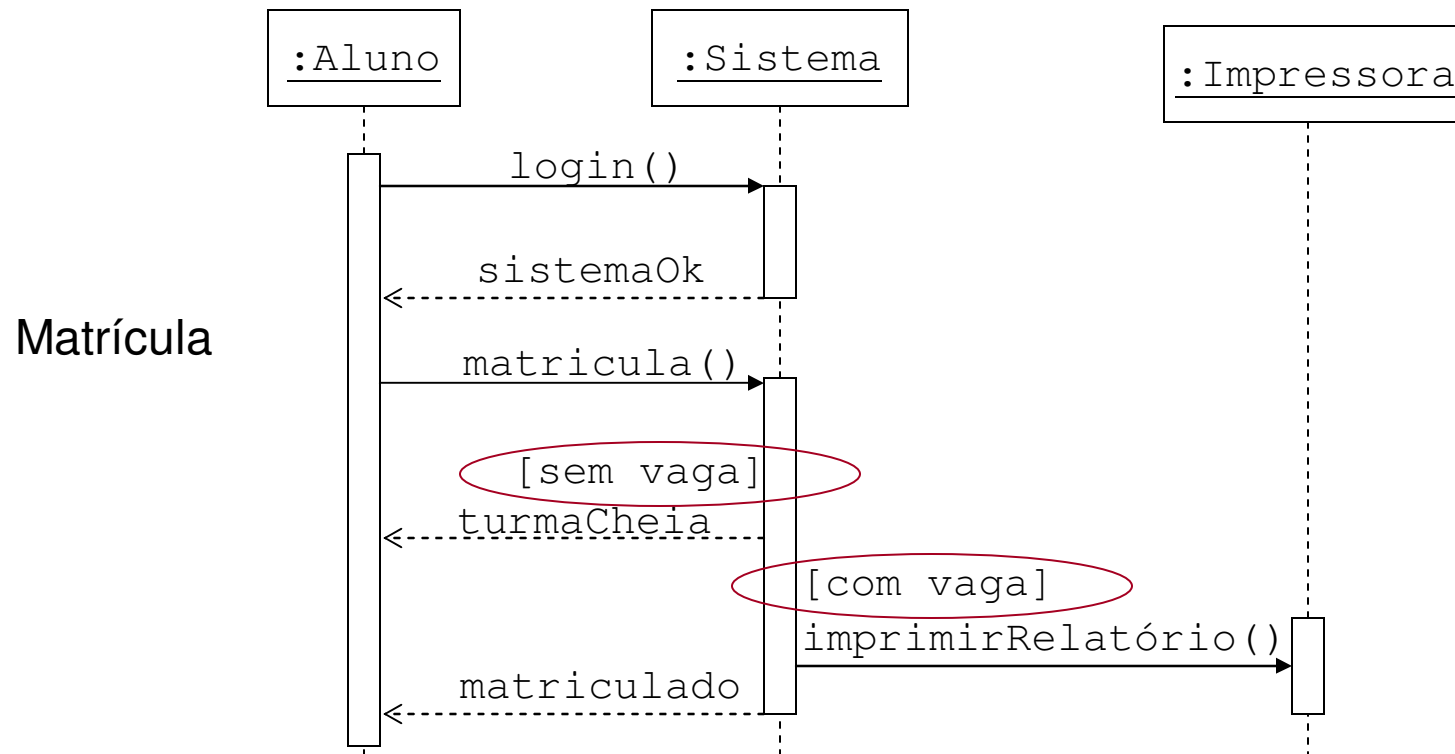 :Aluno
:Sistema
:Impressora
login()
sistemaOk
Matrícula
matricula()
[sem vaga]
turmaCheia
[com vaga]
imprimirRelatório()
matriculado